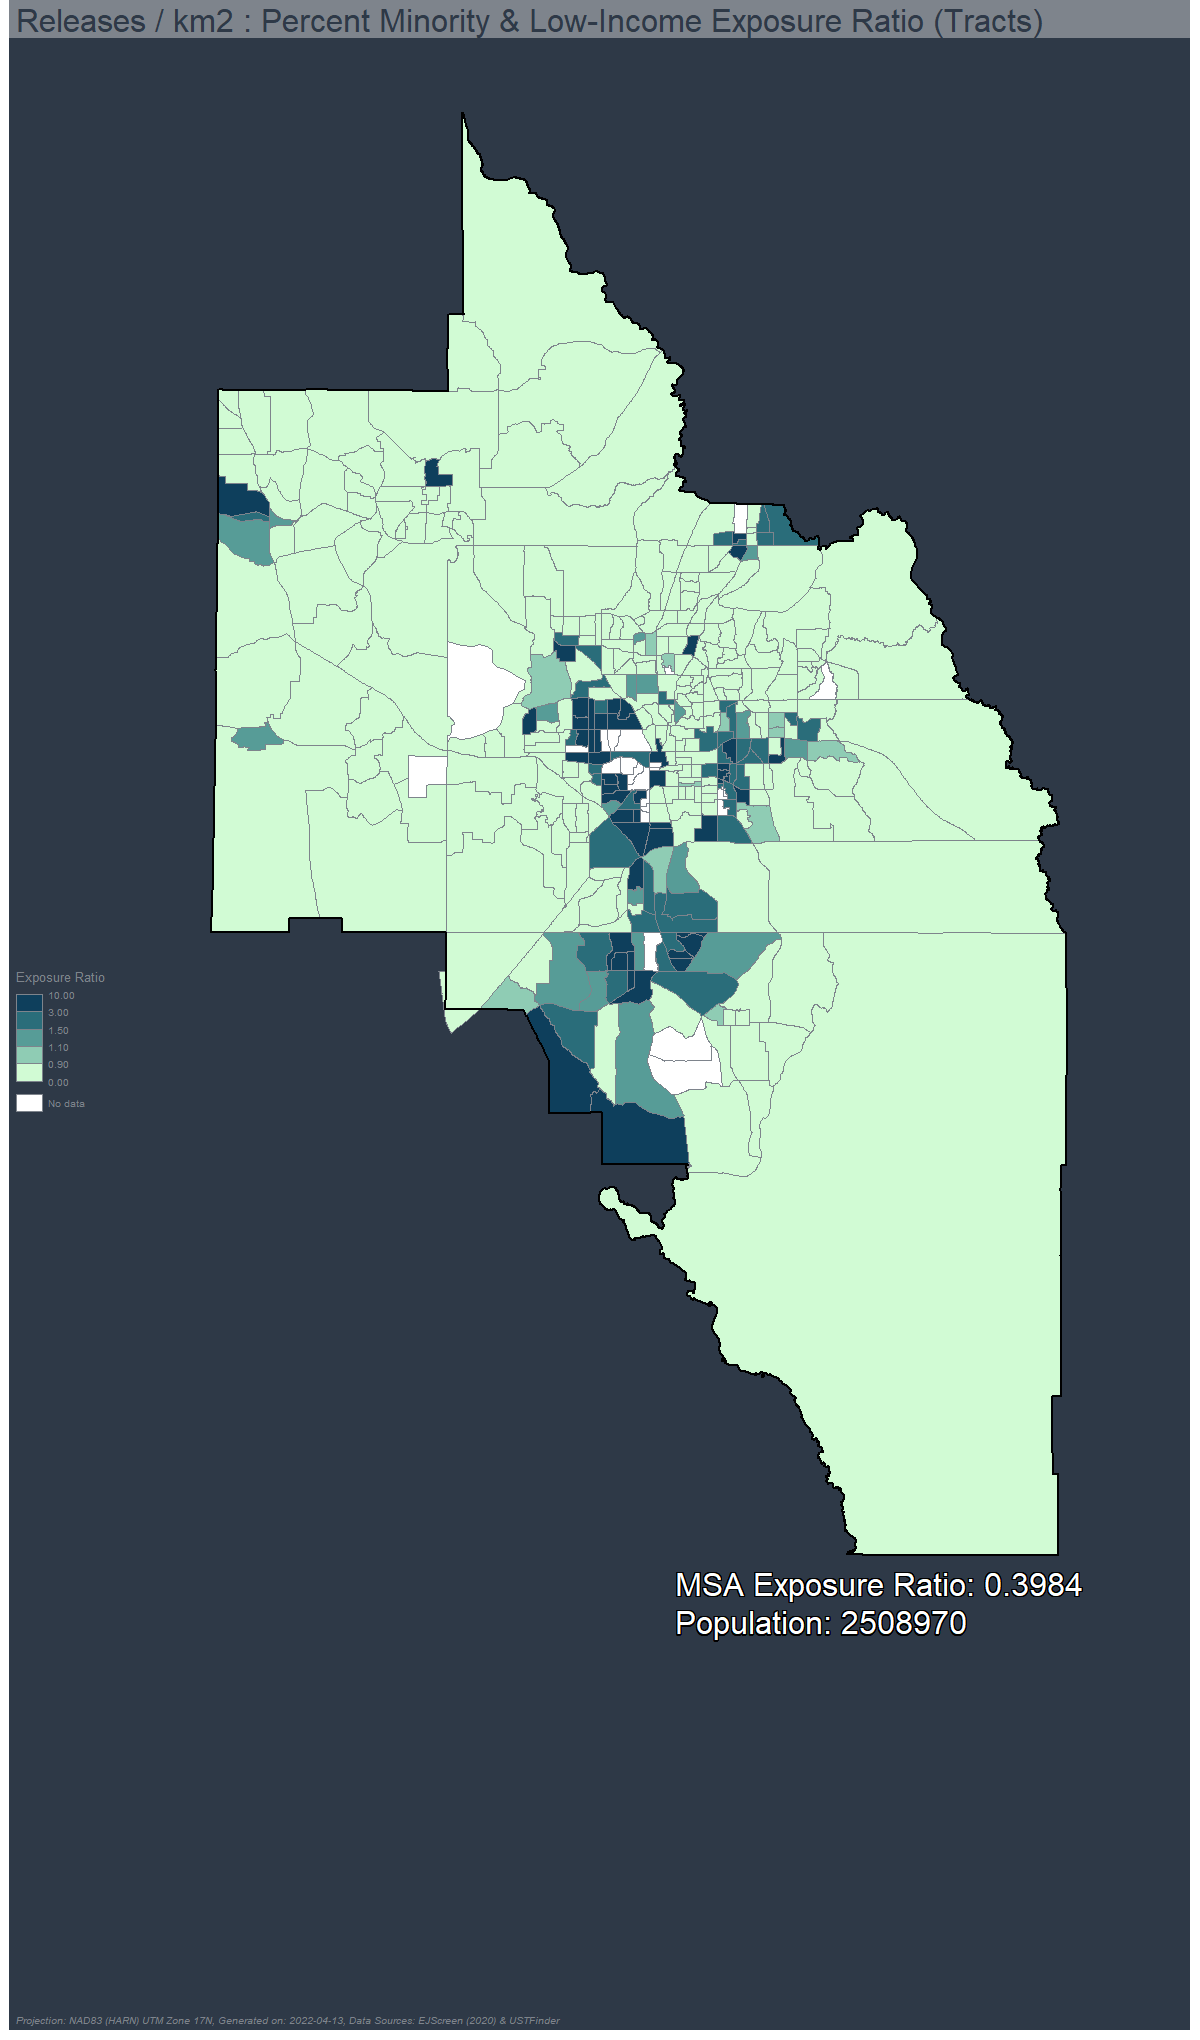 Releases / km2 : Percent Minority & Low-Income Exposure Ratio (Tracts)
Exposure Ratio
10.00
3.00
1.50
1.10
0.90
0.00
No data
MSA Exposure Ratio: 0.3984
Population: 2508970
Projection: NAD83 (HARN) UTM Zone 17N, Generated on: 2022-04-13, Data Sources: EJScreen (2020) & USTFinder